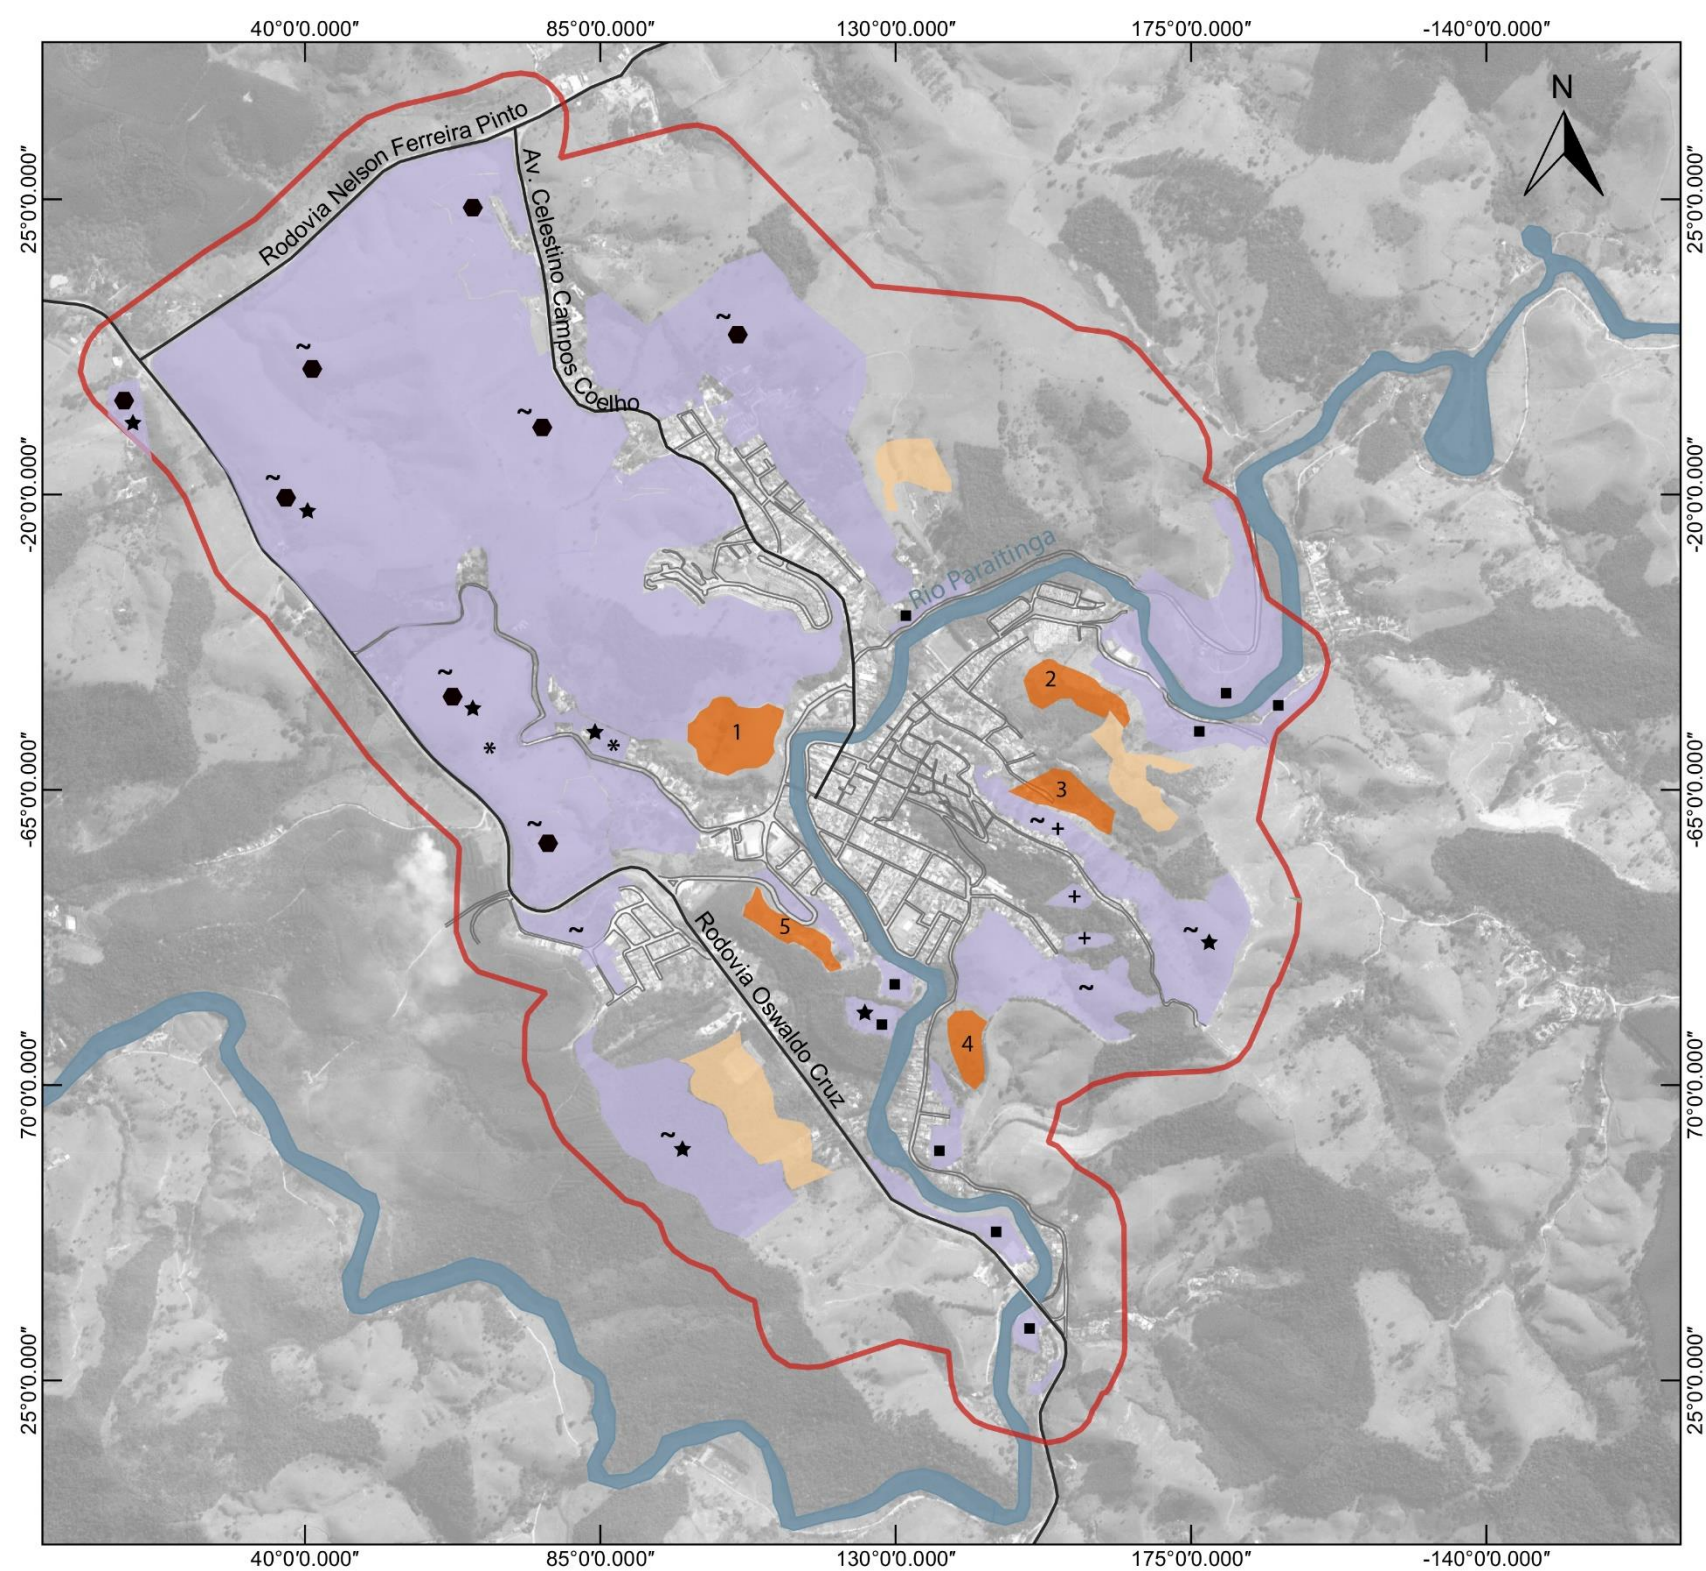 40°0'0.000" 85°0'0.000" 130°0'0.000" 175°0'0.000" -140°0'0.000"
N
Rodovia Nelson Ferreira Pinto
Av. Celestino Campos Coelho
25°0'0.000" 25°0'0.000"
-20°0'0.000" -20°0'0.000"
Rio Paraitinga
2
1
3
-65°0'0.000" -65°0'0.000"
5
Rodovia Oswaldo Cruz
4
70°0'0.000" 70°0'0.000"
25°0'0.000" 25°0'0.000"
40°0'0.000" 85°0'0.000" 130°0'0.000" 175°0'0.000" -140°0'0.000"